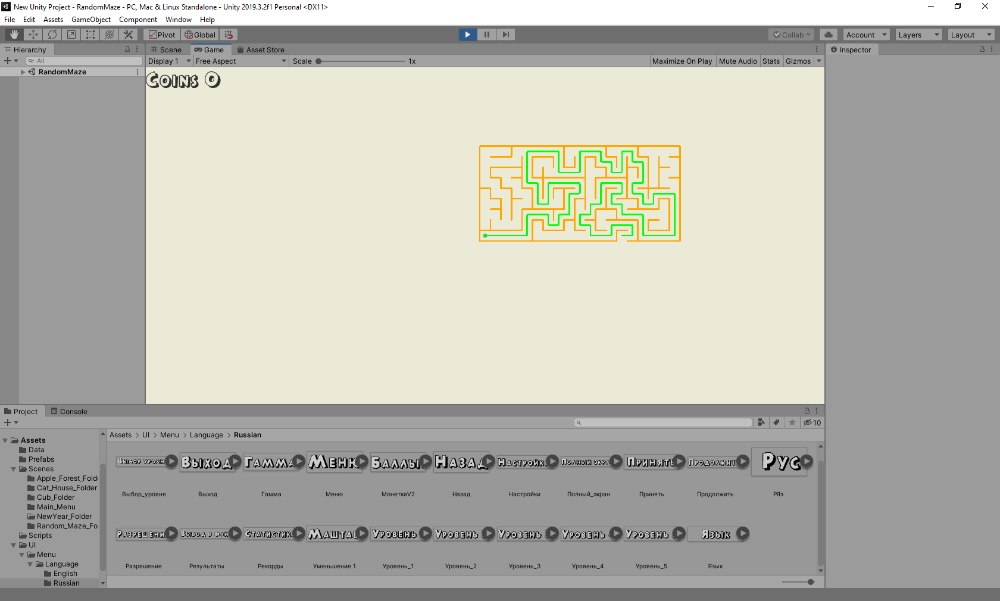 New Unity Project - RandomMaze - PC, Mac & Linux Standalone - Unity 2019.3.2f1 Personal <DX11>
File Edit Assets GameObject Component Window Help
Pivot Global Collab Account Layers Layout
Hierarchy Scene Game Asset Store Inspector
All Display 1 Free Aspect Scale 1x Maximize On Play Mute Audio Stats Gizmos
RandomMaze
Coins 0
Project Console
10
Assets > UI > Menu > Language > Russian
Assets
Data
Prefabs
Scenes
Apple_Forest_Folde
Cat_House_Folder
Cub_Folder
Main_Menu
NewYear_Folder
Random_Maze_Fo
Scripts
UI
Menu
Language
English
Russian
Выбор уровн Выход Гамма Меню Баллы Назад Настройк Полный экра Принять Продолжит Рус
Выбор_уровня Выход Гамма Меню МонеткиV2 Назад Настройки Полный_экран Принять Продолжить РЯз
Разрешени Вывод в фай Статистик Машта Уровень Уровень Уровень Уровень Уровень Язык
Разрешение Результаты Рекорды Уменьшение 1 Уровень_1 Уровень_2 Уровень_3 Уровень_4 Уровень_5 Язык